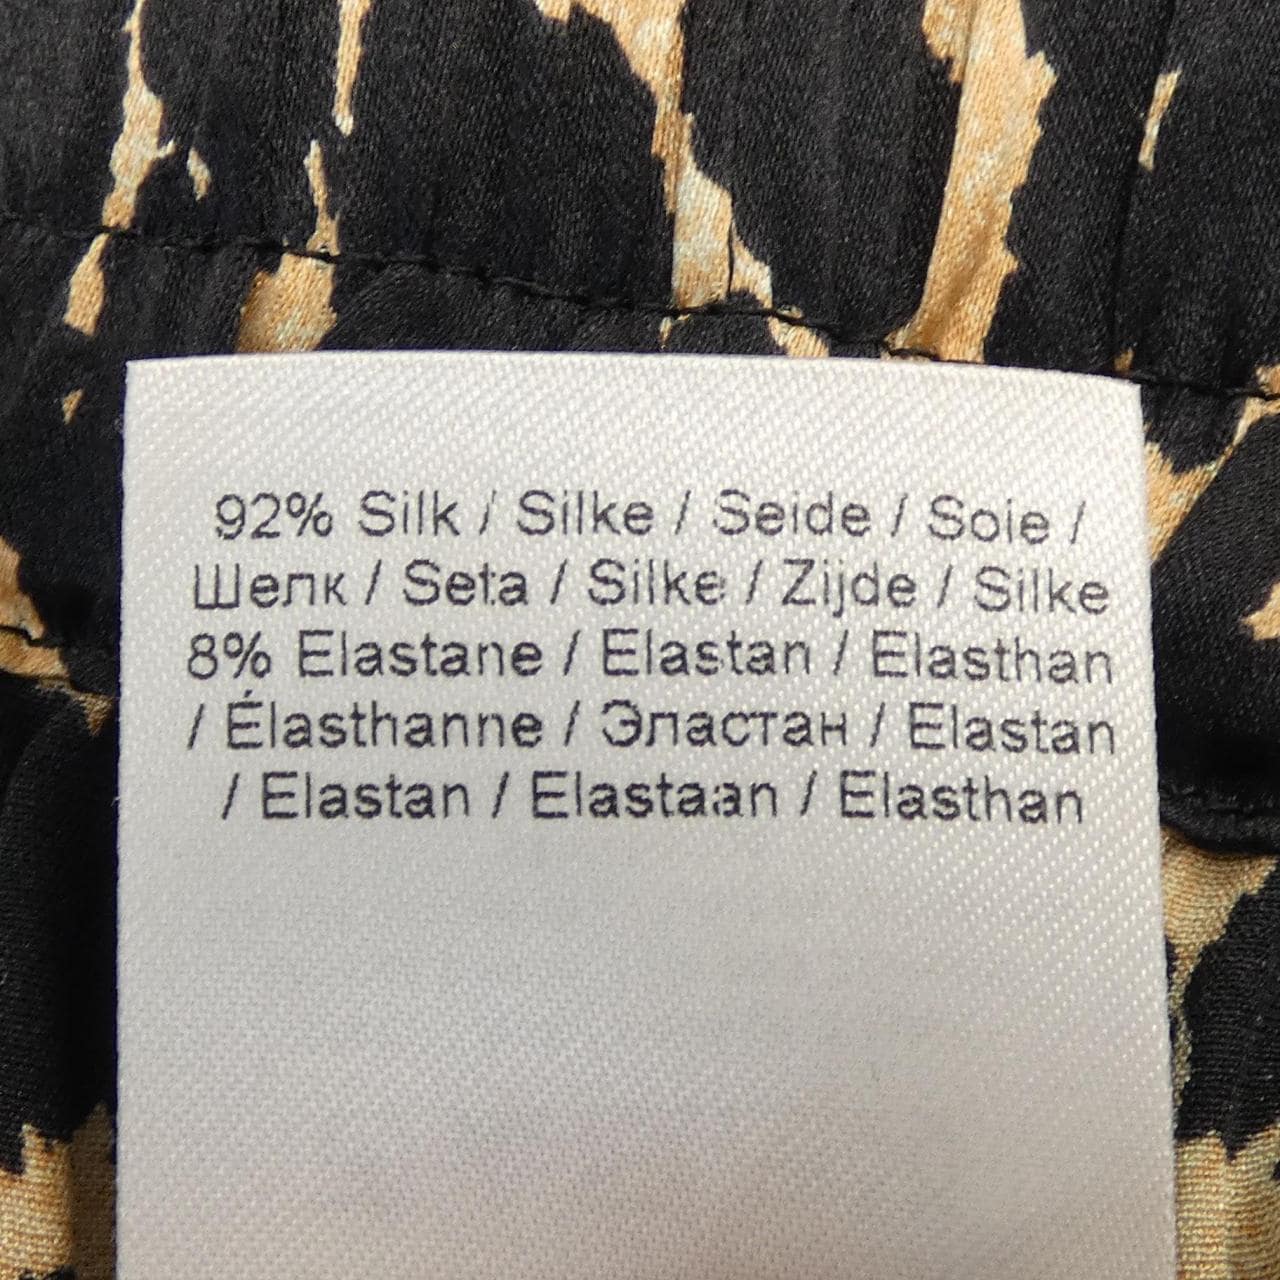 92% Silk / Silke / Seide / Soie /
Шелк / Seta / Silke / Zijde / Silke
8% Elastane / Elastan / Elasthan
/ Élasthanne / Эластан / Elastan
/ Elastan / Elastaan / Elasthan